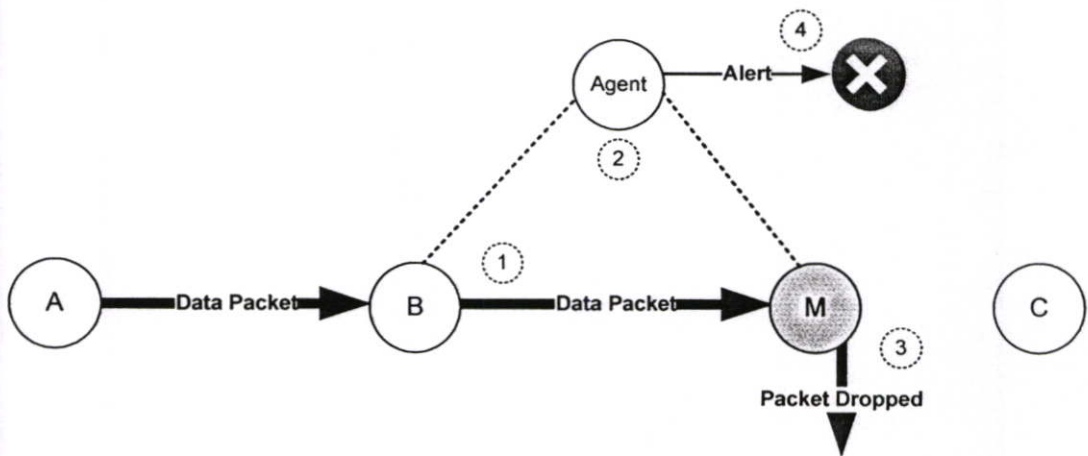 4
Agent
Alert
2
1
A
Data Packet
B
Data Packet
M
C
3
Packet Dropped